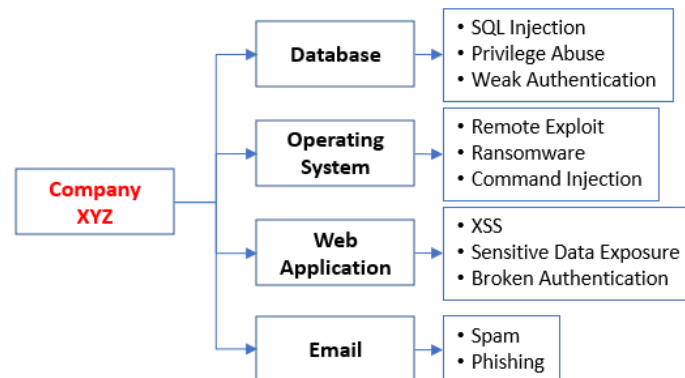 Company
XYZ
Database
• SQL Injection
• Privilege Abuse
• Weak Authentication
Operating
System
• Remote Exploit
• Ransomware
• Command Injection
Web
Application
• XSS
• Sensitive Data Exposure
• Broken Authentication
Email
• Spam
• Phishing